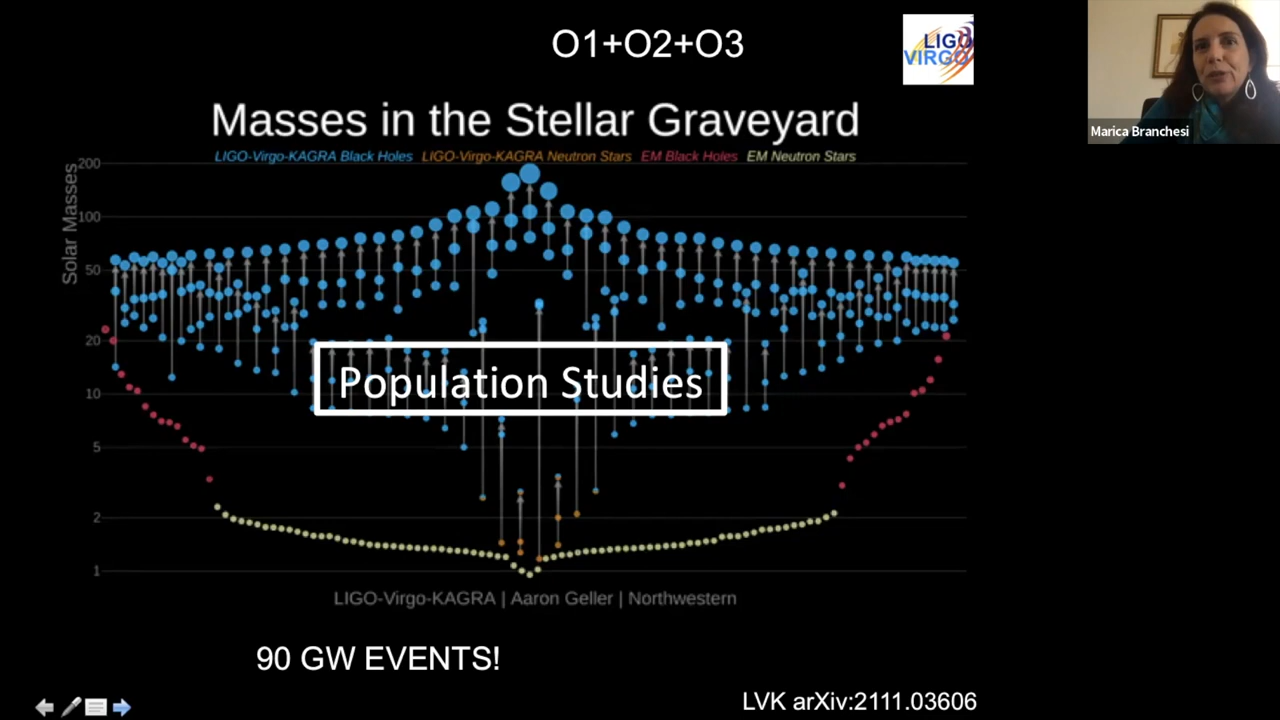 O1+O2+O3
LIGO
VIRGO
Marica Branchesi
Masses in the Stellar Graveyard
LIGO-Virgo-KAGRA Black Holes LIGO-Virgo-KAGRA Neutron Stars EM Black Holes EM Neutron Stars
Solar Masses
200
100
50
20
10
5
2
1
Population Studies
LIGO-Virgo-KAGRA | Aaron Geller | Northwestern
90 GW EVENTS!
LVK arXiv:2111.03606